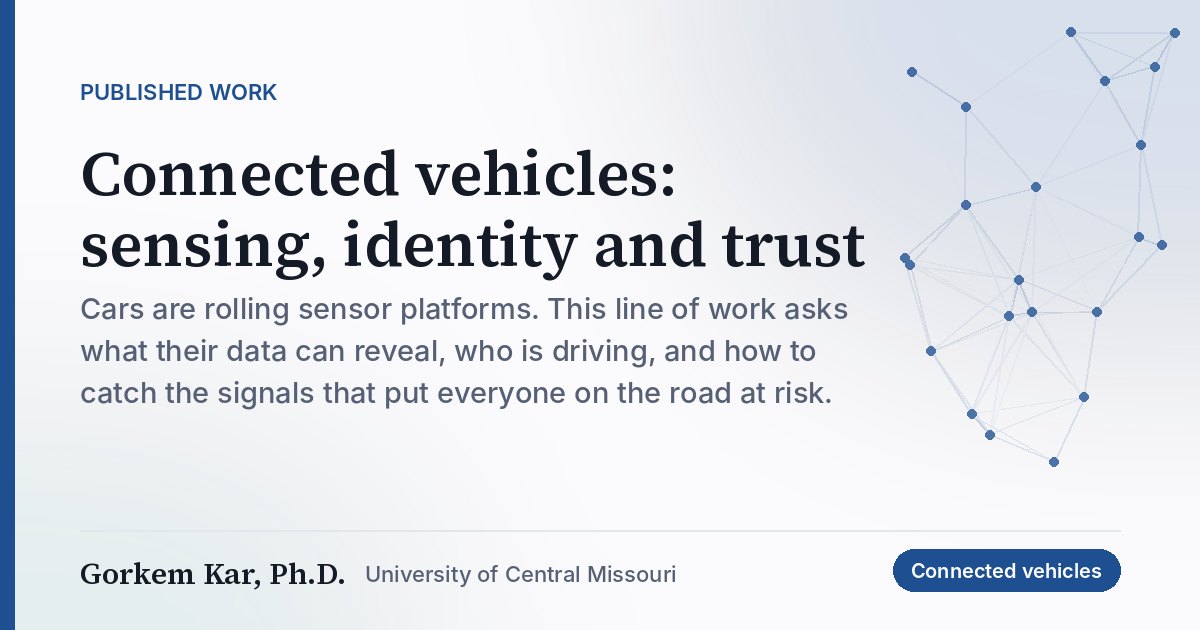 PUBLISHED WORK
Connected vehicles:
sensing, identity and trust
Cars are rolling sensor platforms. This line of work asks
what their data can reveal, who is driving, and how to
catch the signals that put everyone on the road at risk.
Gorkem Kar, Ph.D. University of Central Missouri
Connected vehicles